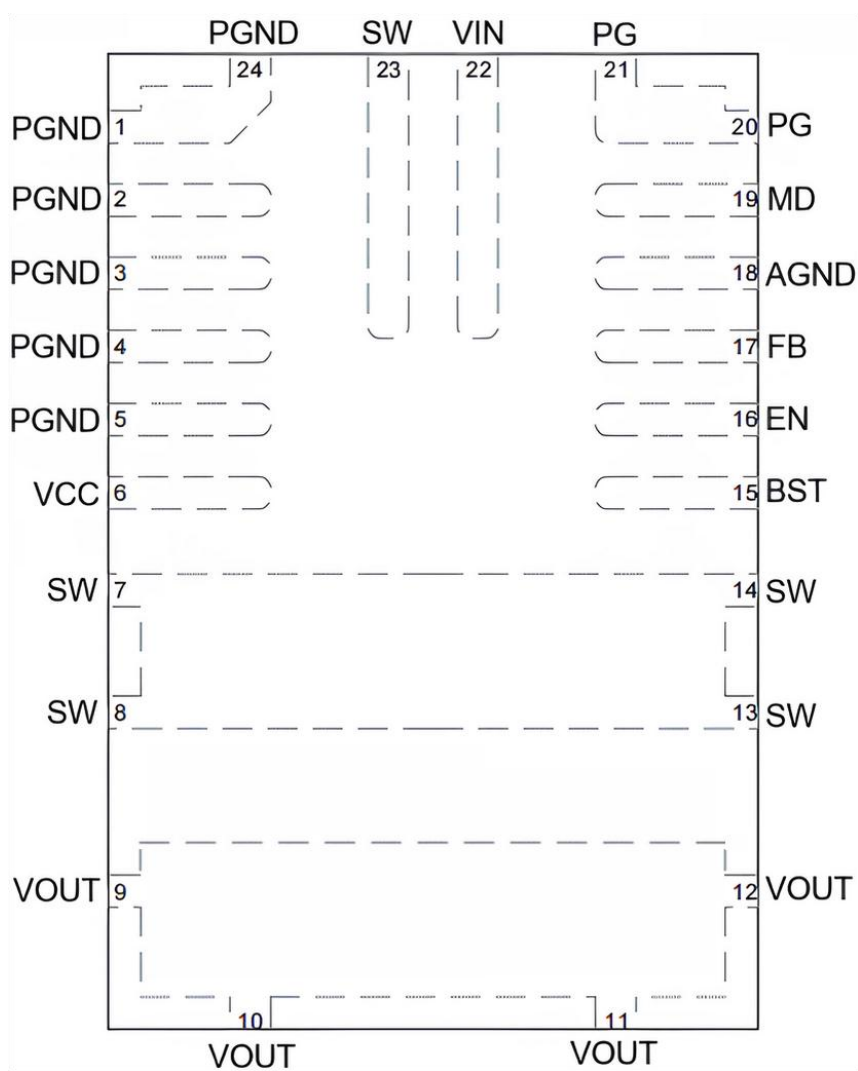 PGND SW VIN PG
24 23 22 21
PGND 1 20 PG
PGND 2 19 MD
PGND 3 18 AGND
PGND 4 17 FB
PGND 5 16 EN
VCC 6 15 BST
SW 7 14 SW
SW 8 13 SW
VOUT 9 12 VOUT
10 11
VOUT VOUT